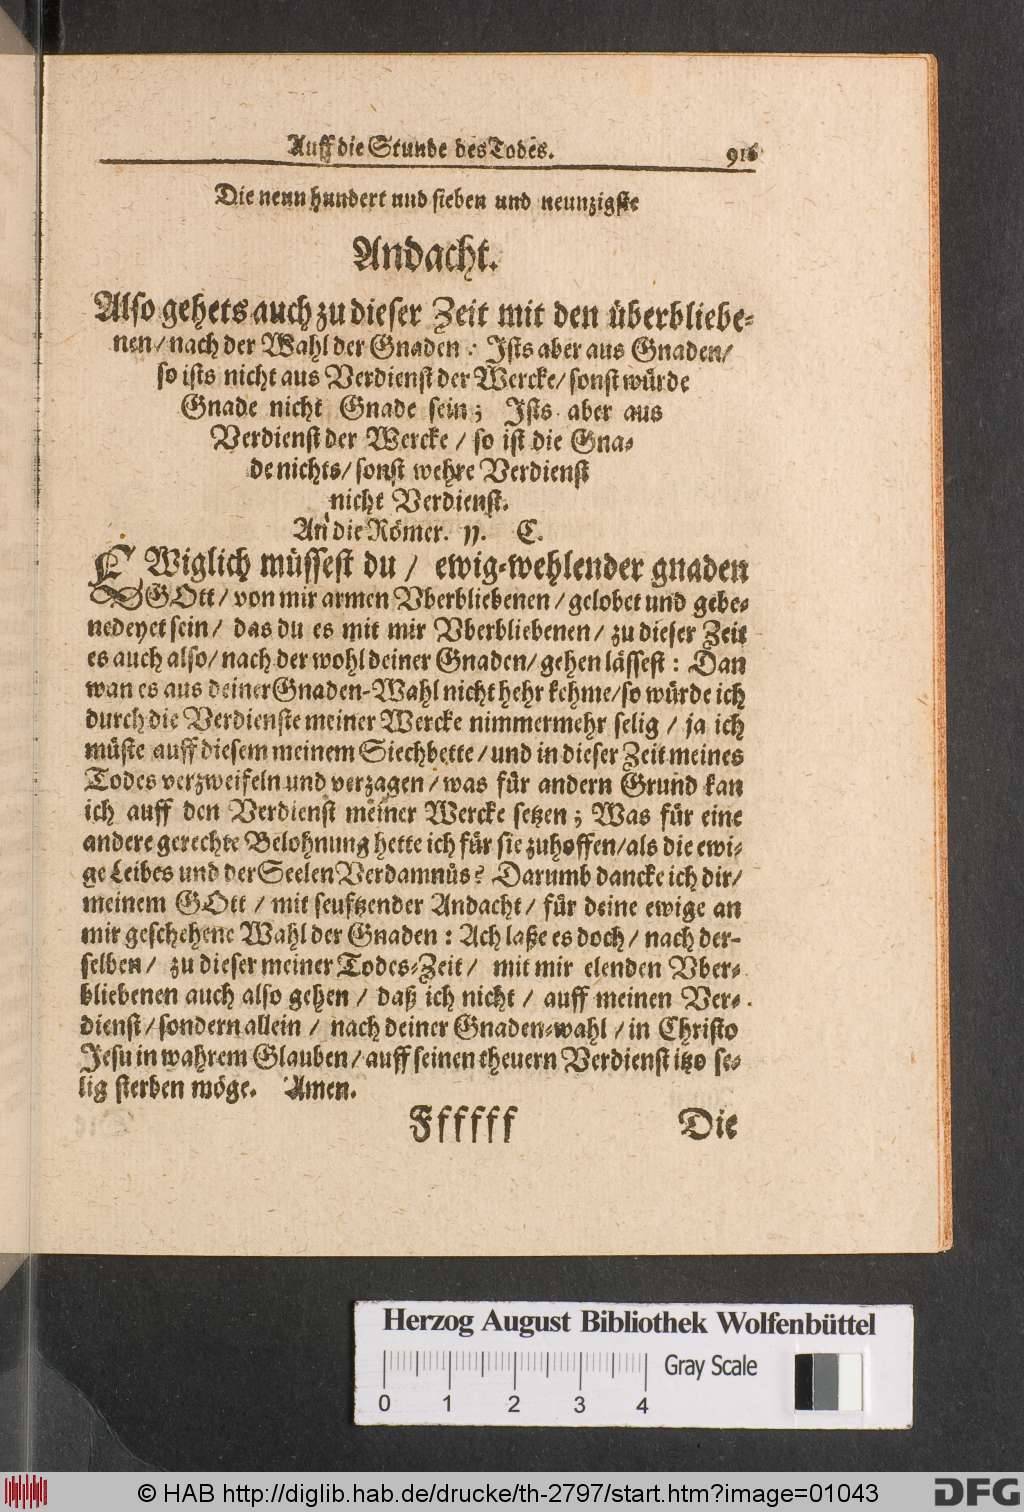 Auff die Stunde des Todes. 916
Die neun hundert und sieben und neunzigste
Andacht.
Also gehets auch zu dieser Zeit mit den überbliebe-
nen/ nach der Wahl der Gnaden: Ists aber aus Gnaden/
so ists nicht aus Verdienst der Wercke/ sonst würde
Gnade nicht Gnade sein; Ists aber aus
Verdienst der Wercke/ so ist die Gna-
de nichts/ sonst wehre Verdienst
nicht Verdienst.
An die Römer. 11. C.
EWiglich müssest du/ ewig-wehlender gnaden
GOtt/ von mir armen Vberbliebenen/ gelobet und gebe-
nedeyet sein/ das du es mit mir Vberbliebenen/ zu dieser Zeit
es auch also/ nach der wohl deiner Gnaden/ gehen lässest: Dan
wan es aus deiner Gnaden-Wahl nicht hehr kehme/ so würde ich
durch die Verdienste meiner Wercke nimmermehr selig/ ja ich
müste auff diesem meinem Siechbette/ und in dieser Zeit meines
Todes verzweifeln und verzagen/ was für andern Grund kan
ich auff den Verdienst meiner Wercke setzen; Was für eine
andere gerechte Belohnung hette ich für sie zuhoffen/ als die ewi-
ge Leibes und der Seelen Verdamnüs? Darumb dancke ich dir/
meinem GOtt/ mit seuftzender Andacht/ für deine ewige an
mir geschehene Wahl der Gnaden: Ach laße es doch/ nach der-
selben/ zu dieser meiner Todes-Zeit/ mit mir elenden Vber-
bliebenen auch also gehen/ daß ich nicht/ auff meinen Ver-
dienst/ sondern allein/ nach deiner Gnaden-wahl/ in Christo
Jesu in wahrem Glauben/ auff seinen theuern Verdienst itzo se-
lig sterben möge. Amen.
Ffffff Die
Herzog August Bibliothek Wolfenbüttel
Gray Scale
0 1 2 3 4
© HAB http://diglib.hab.de/drucke/th-2797/start.htm?image=01043
DFG